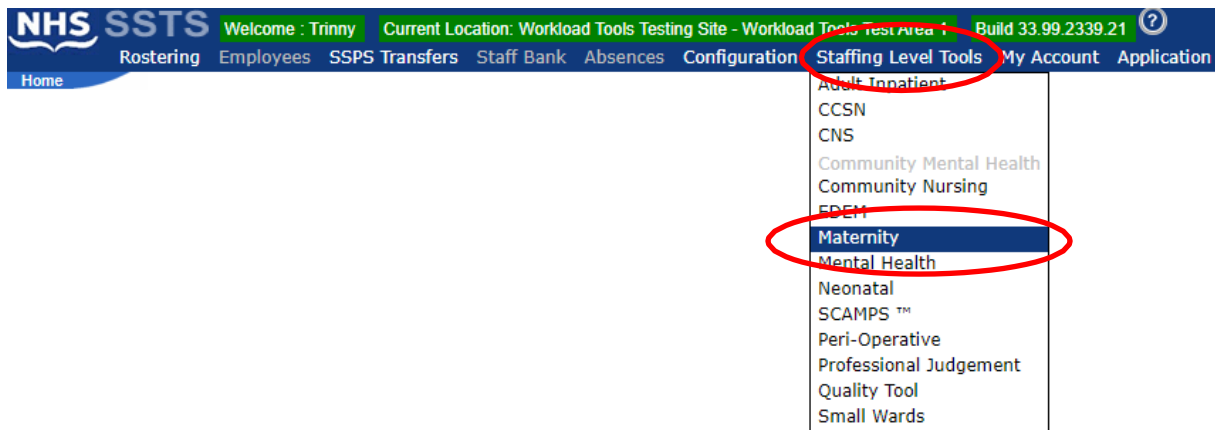 NHS SSTS Welcome : Trinny Current Location: Workload Tools Testing Site - Workload Tools Test Area 1 Build 33.99.2339.21 ?
Rostering Employees SSPS Transfers Staff Bank Absences Configuration Staffing Level Tools My Account Application
Home
Adult Inpatient
CCSN
CNS
Community Mental Health
Community Nursing
EDEM
Maternity
Mental Health
Neonatal
SCAMPS ™
Peri-Operative
Professional Judgement
Quality Tool
Small Wards